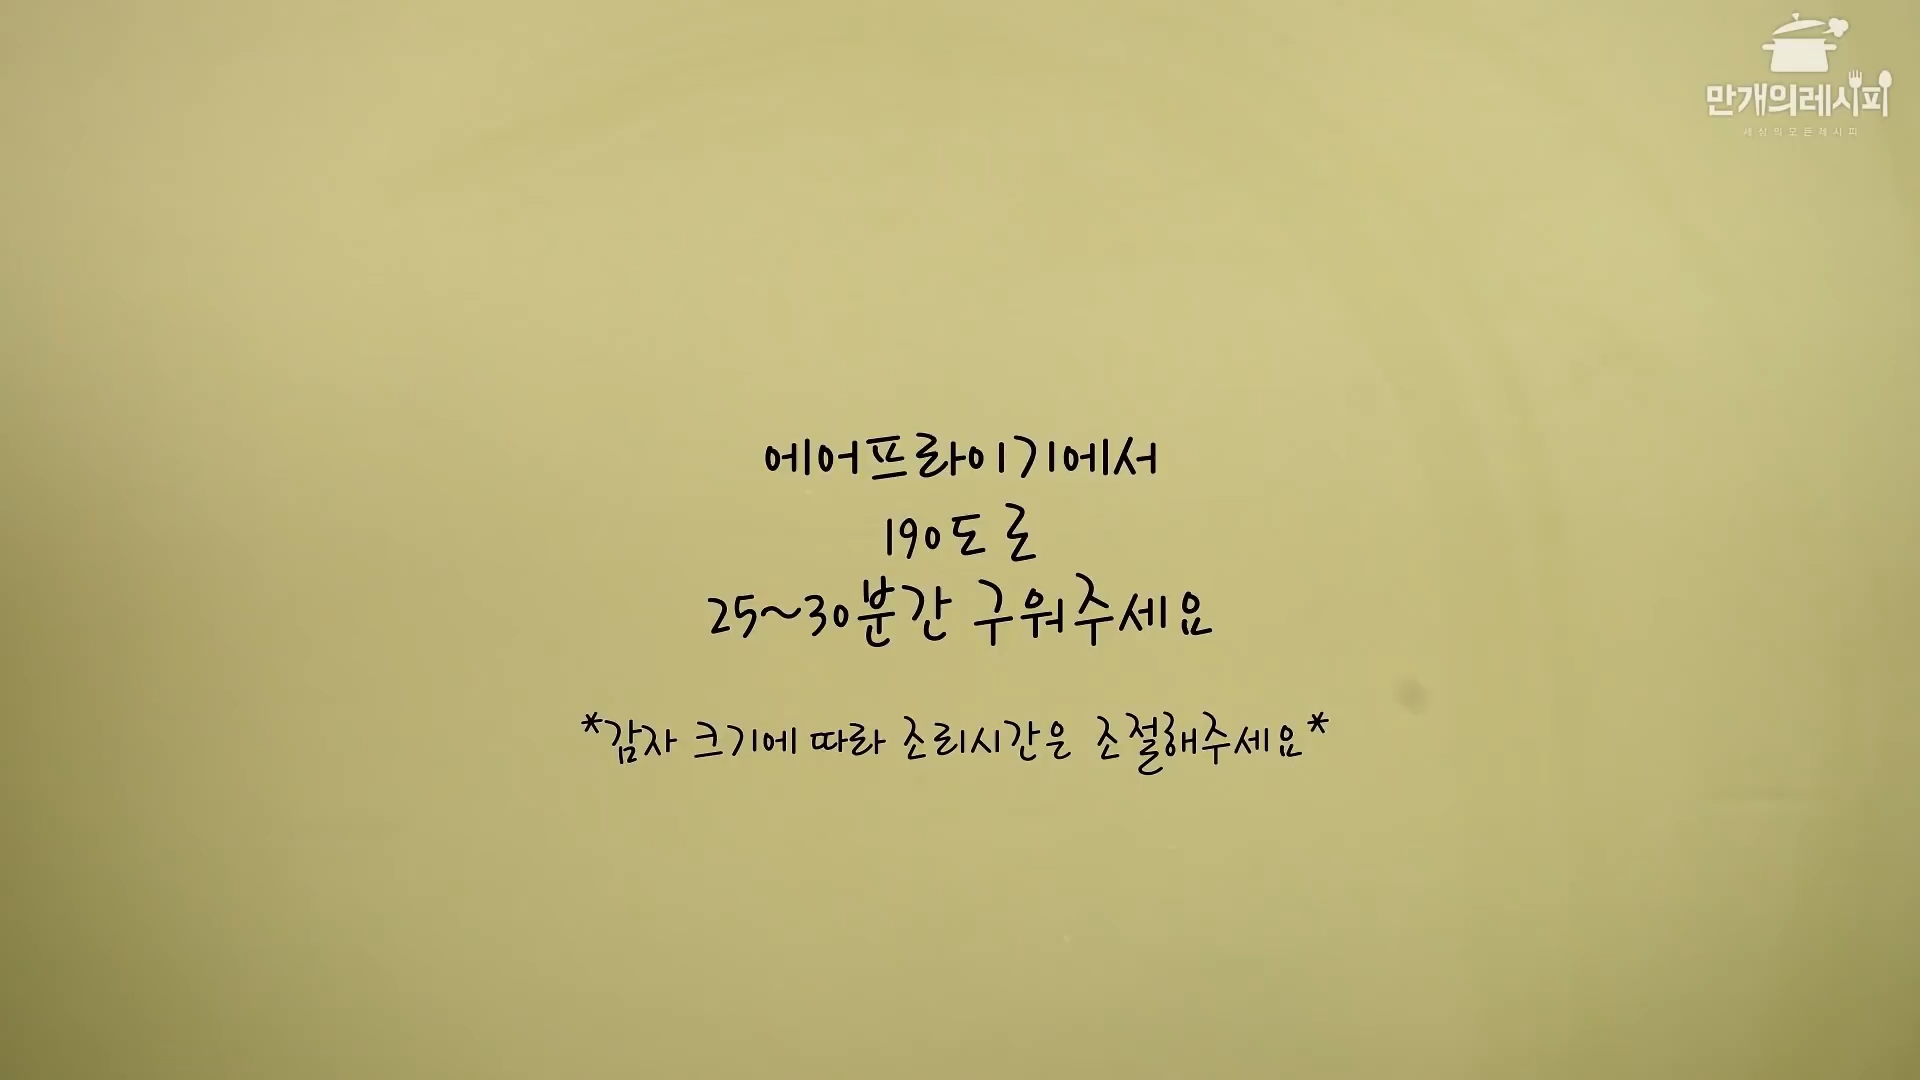 만개의레시피
세상의모든레시피
에어프라이기에서
190도로
25~30분간 구워주세요
*감자 크기에 따라 조리시간은 조절해주세요*